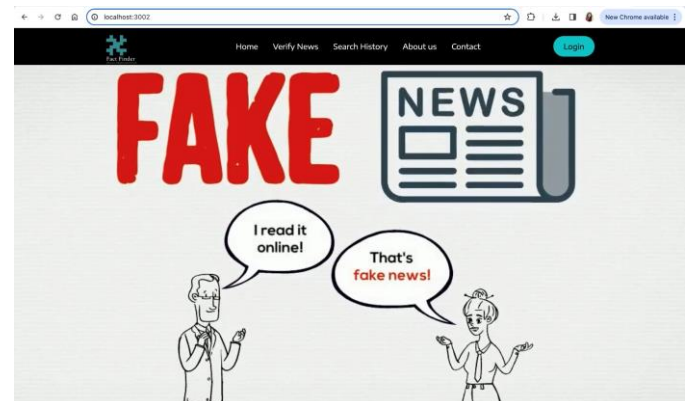 localhost:3002
New Chrome available
Fact Finder
Home Verify News Search History About us Contact
Login
FAKE NEWS
I read it
online!
That's
fake news!